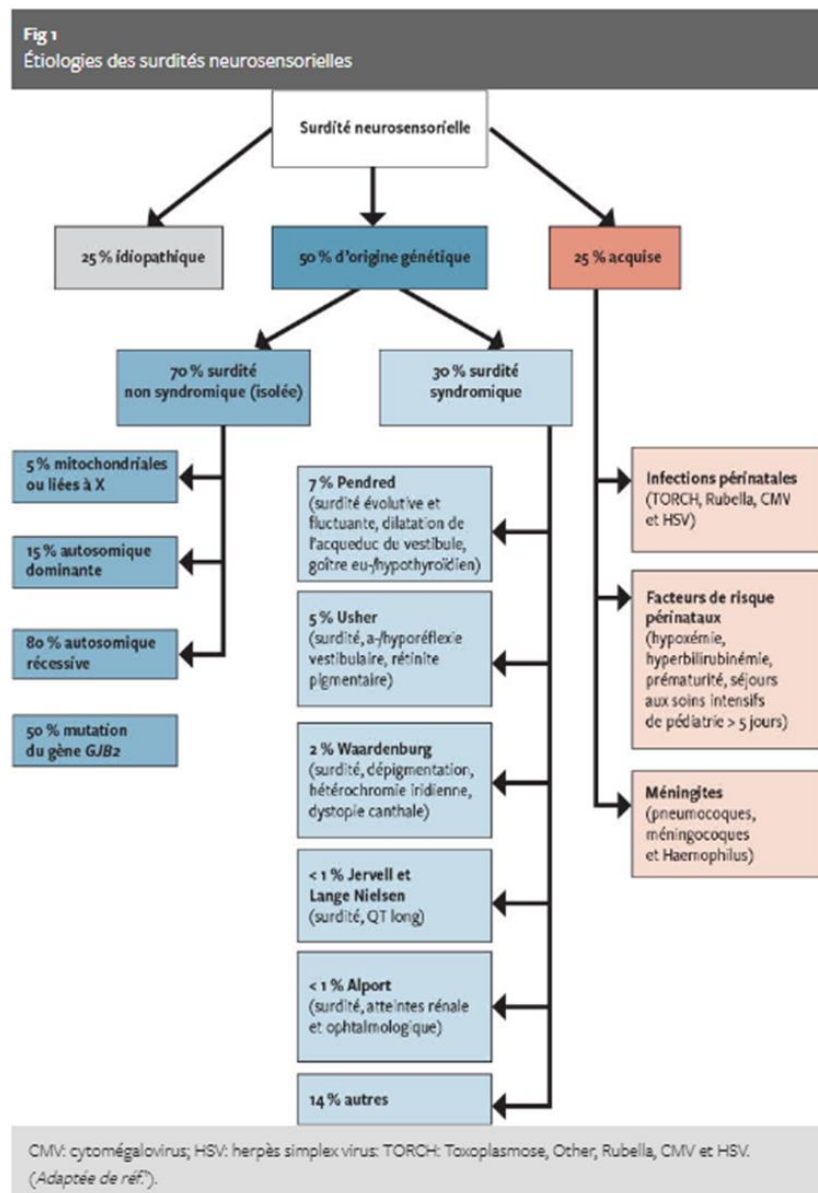 Fig 1
Étiologies des surdités neurosensorielles
Surdité neurosensorielle
25 % idiopathique
50 % d'origine génétique
25 % acquise
70 % surdité
non syndromique (isolée)
30 % surdité
syndromique
5 % mitochondriales
ou liées à X
15 % autosomique
dominante
80 % autosomique
récessive
50 % mutation
du gène GJB2
7 % Pendred
(surdité évolutive et
fluctuante, dilatation de
l'acqueduc du vestibule,
goître eu-/hypothyroïdien)
5 % Usher
(surdité, a-/hyporéflexie
vestibulaire, rétinite
pigmentaire)
2 % Waardenburg
(surdité, dépigmentation,
hétérochromie iridienne,
dystopie canthale)
< 1 % Jervell et
Lange Nielsen
(surdité, QT long)
< 1 % Alport
(surdité, atteintes rénale
et ophtalmologique)
14 % autres
Infections périnatales
(TORCH, Rubella, CMV
et HSV)
Facteurs de risque
périnataux
(hypoxémie,
hyperbilirubinémie,
prématurité, séjours
aux soins intensifs
de pédiatrie > 5 jours)
Méningites
(pneumocoques,
méningocoques
et Haemophilus)
CMV: cytomégalovirus; HSV: herpès simplex virus: TORCH: Toxoplasmose, Other, Rubella, CMV et HSV.
(Adaptée de réf.).